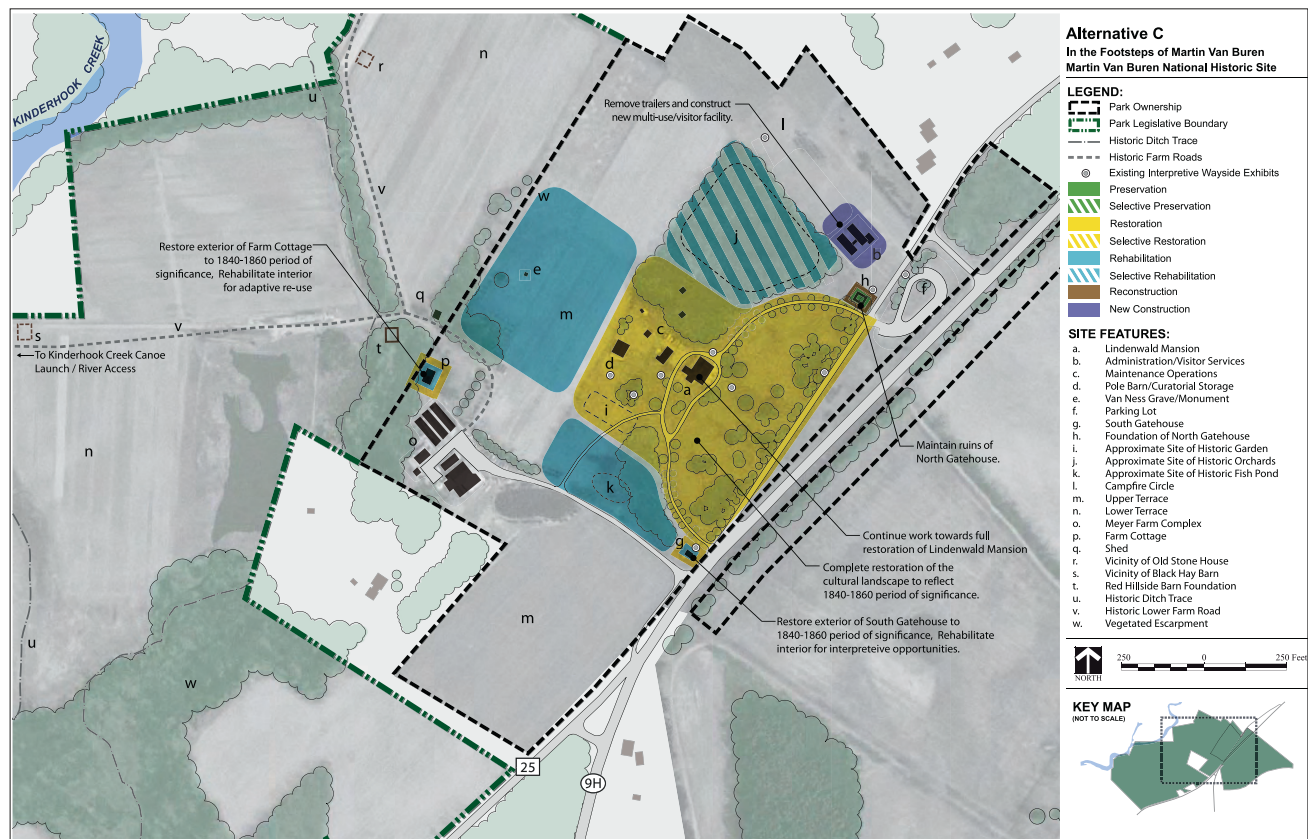 KINDERHOOK CREEK
n
r
u
v
Remove trailers and construct
new multi-use/visitor facility.
l
w
j
b
h
f
Restore exterior of Farm Cottage
to 1840-1860 period of
significance, Rehabilitate interior
for adaptive re-use
e
m
q
v
s
t
p
To Kinderhook Creek Canoe
Launch / River Access
c
d
a
i
o
n
k
g
Maintain ruins of
North Gatehouse.
Continue work towards full
restoration of Lindenwald Mansion
Complete restoration of the
cultural landscape to reflect
1840-1860 period of significance.
Restore exterior of South Gatehouse to
1840-1860 period of significance, Rehabilitate
interior for interpreteive opportunities.
m
u
w
25
9H
Alternative C
In the Footsteps of Martin Van Buren
Martin Van Buren National Historic Site
LEGEND:
Park Ownership
Park Legislative Boundary
Historic Ditch Trace
Historic Farm Roads
Existing Interpretive Wayside Exhibits
Preservation
Selective Preservation
Restoration
Selective Restoration
Rehabilitation
Selective Rehabilitation
Reconstruction
New Construction
SITE FEATURES:
a. Lindenwald Mansion
b. Administration/Visitor Services
c. Maintenance Operations
d. Pole Barn/Curatorial Storage
e. Van Ness Grave/Monument
f. Parking Lot
g. South Gatehouse
h. Foundation of North Gatehouse
i. Approximate Site of Historic Garden
j. Approximate Site of Historic Orchards
k. Approximate Site of Historic Fish Pond
l. Campfire Circle
m. Upper Terrace
n. Lower Terrace
o. Meyer Farm Complex
p. Farm Cottage
q. Shed
r. Vicinity of Old Stone House
s. Vicinity of Black Hay Barn
t. Red Hillside Barn Foundation
u. Historic Ditch Trace
v. Historic Lower Farm Road
w. Vegetated Escarpment
NORTH
250 0 250 Feet
KEY MAP
(NOT TO SCALE)